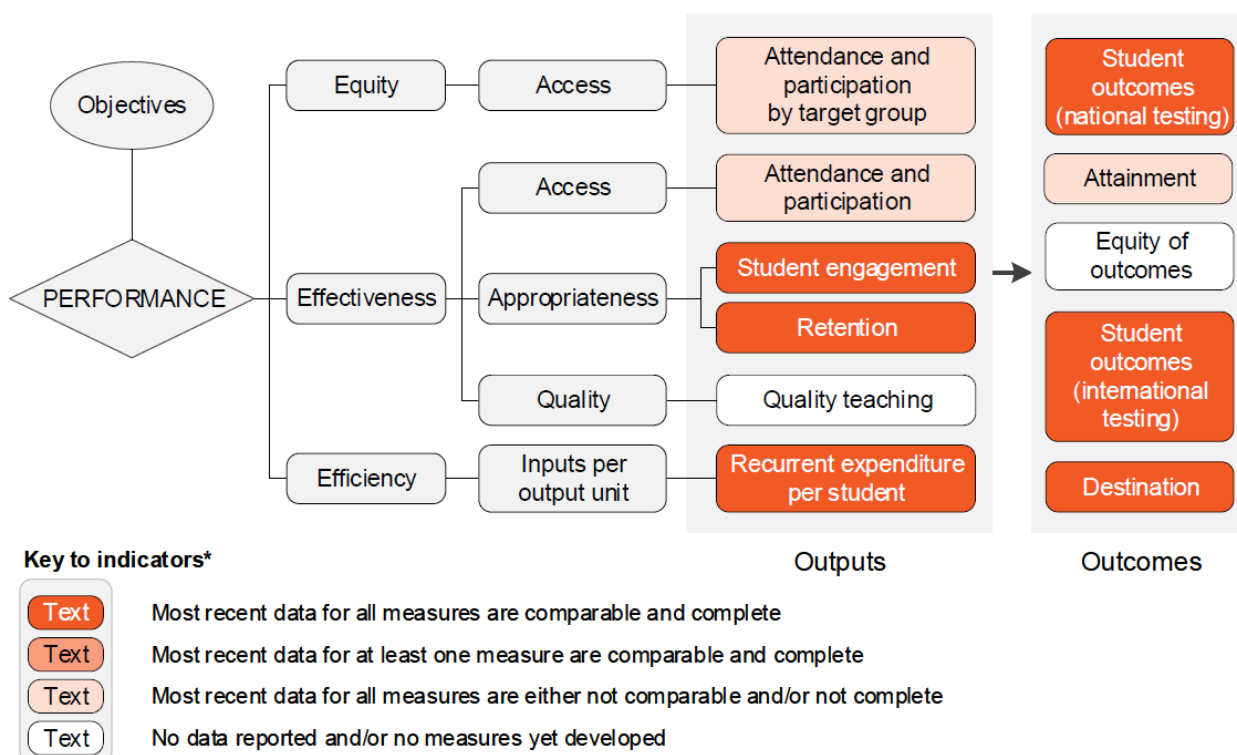 Objectives
PERFORMANCE
Equity
Access
Attendance and
participation
by target group
Effectiveness
Access
Attendance and
participation
Appropriateness
Student engagement
Retention
Quality
Quality teaching
Efficiency
Inputs per
output unit
Recurrent expenditure
per student
Outputs
Student
outcomes
(national testing)
Attainment
Equity of
outcomes
Student
outcomes
(international
testing)
Destination
Outcomes
Key to indicators*
Text Most recent data for all measures are comparable and complete
Text Most recent data for at least one measure are comparable and complete
Text Most recent data for all measures are either not comparable and/or not complete
Text No data reported and/or no measures yet developed